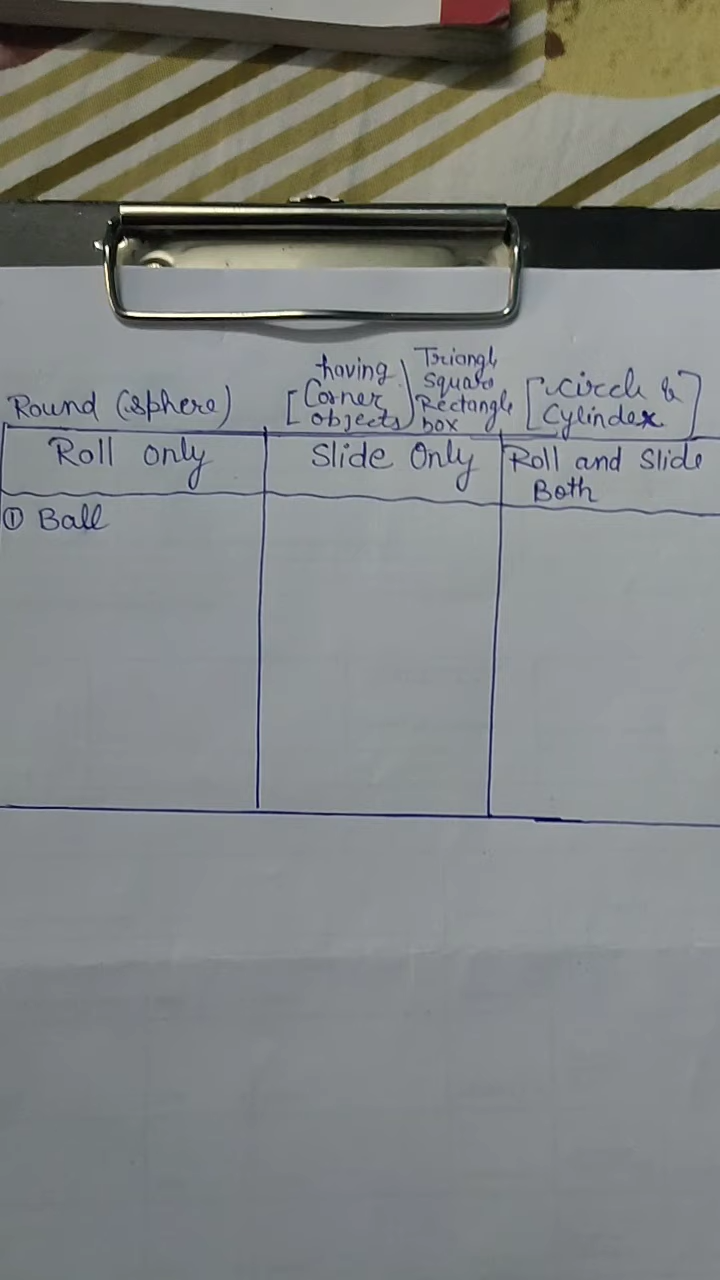 Round (Sphere)
[having Corner objects)
Triangle
Square
Rectangle
box
[circle &
Cylinder]
Roll only
Slide Only
Roll and Slide
Both
① Ball